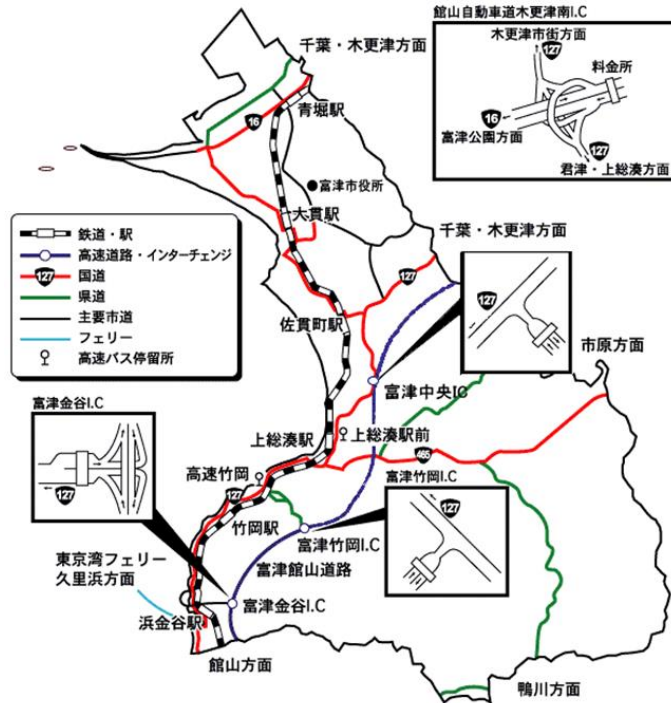 館山自動車道木更津南I.C
木更津市街方面
127
料金所
16
富津公園方面
127
君津・上総湊方面
千葉・木更津方面
青堀駅
16
富津市役所
大貫駅
千葉・木更津方面
127
佐貫町駅
127
市原方面
富津中央IC
鉄道・駅
高速道路・インターチェンジ
127
国道
県道
主要市道
フェリー
高速バス停留所
富津金谷I.C
127
上総湊駅
上総湊駅前
465
高速竹岡
127
竹岡駅
富津竹岡I.C
127
富津竹岡I.C
富津館山道路
東京湾フェリー
久里浜方面
富津金谷I.C
浜金谷駅
館山方面
鴨川方面